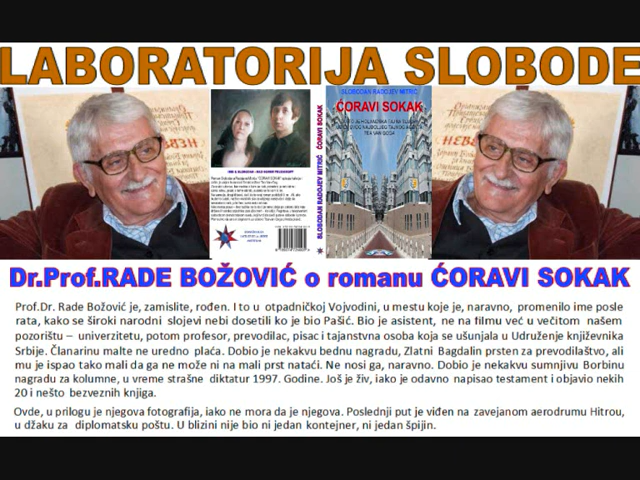 LABORATORIJA SLOBODE
SLOBODAN RADOJEV MITRIĆ
ĆORAVI SOKAK
ĆORAVI SOKAK
SLOBODAN RADOJEV MITRIĆ
Dr.Prof.RADE BOŽOVIĆ o romanu ĆORAVI SOKAK
Prof.Dr. Rade Božović je, zamislite, rođen. I to u otpadničkoj Vojvodini, u mestu koje je, naravno, promenilo ime posle
rata, kako se široki narodni slojevi nebi dosetili ko je bio Pašić. Bio je asistent, ne na filmu već u večitom našem
pozorištu – univerzitetu, potom profesor, prevodilac, pisac i tajanstvna osoba koja se ušunjala u Udruženje književnika
Srbije. Članarinu malte ne uredno plaća. Dobio je nekakvu bednu nagradu, Zlatni Bagdalin prsten za prevodilaštvo, ali
mu je ispao tako mali da ga ne može ni na mali prst nataći. Ne nosi ga, naravno. Dobio je nekakvu sumnjivu Borbinu
nagradu za kolumne, u vreme strašne diktatur 1997. Godine. Još je živ, iako je odavno napisao testament i objavio nekih
20 i nešto bezveznih knjiga.
Ovde, u prilogu je njegova fotografija, iako ne mora da je njegova. Poslednji put je viđen na zavejanom aerodrumu Hitrou,
u džaku za diplomatsku poštu. U blizini nije bio ni jedan kontejner, ni jedan špijin.